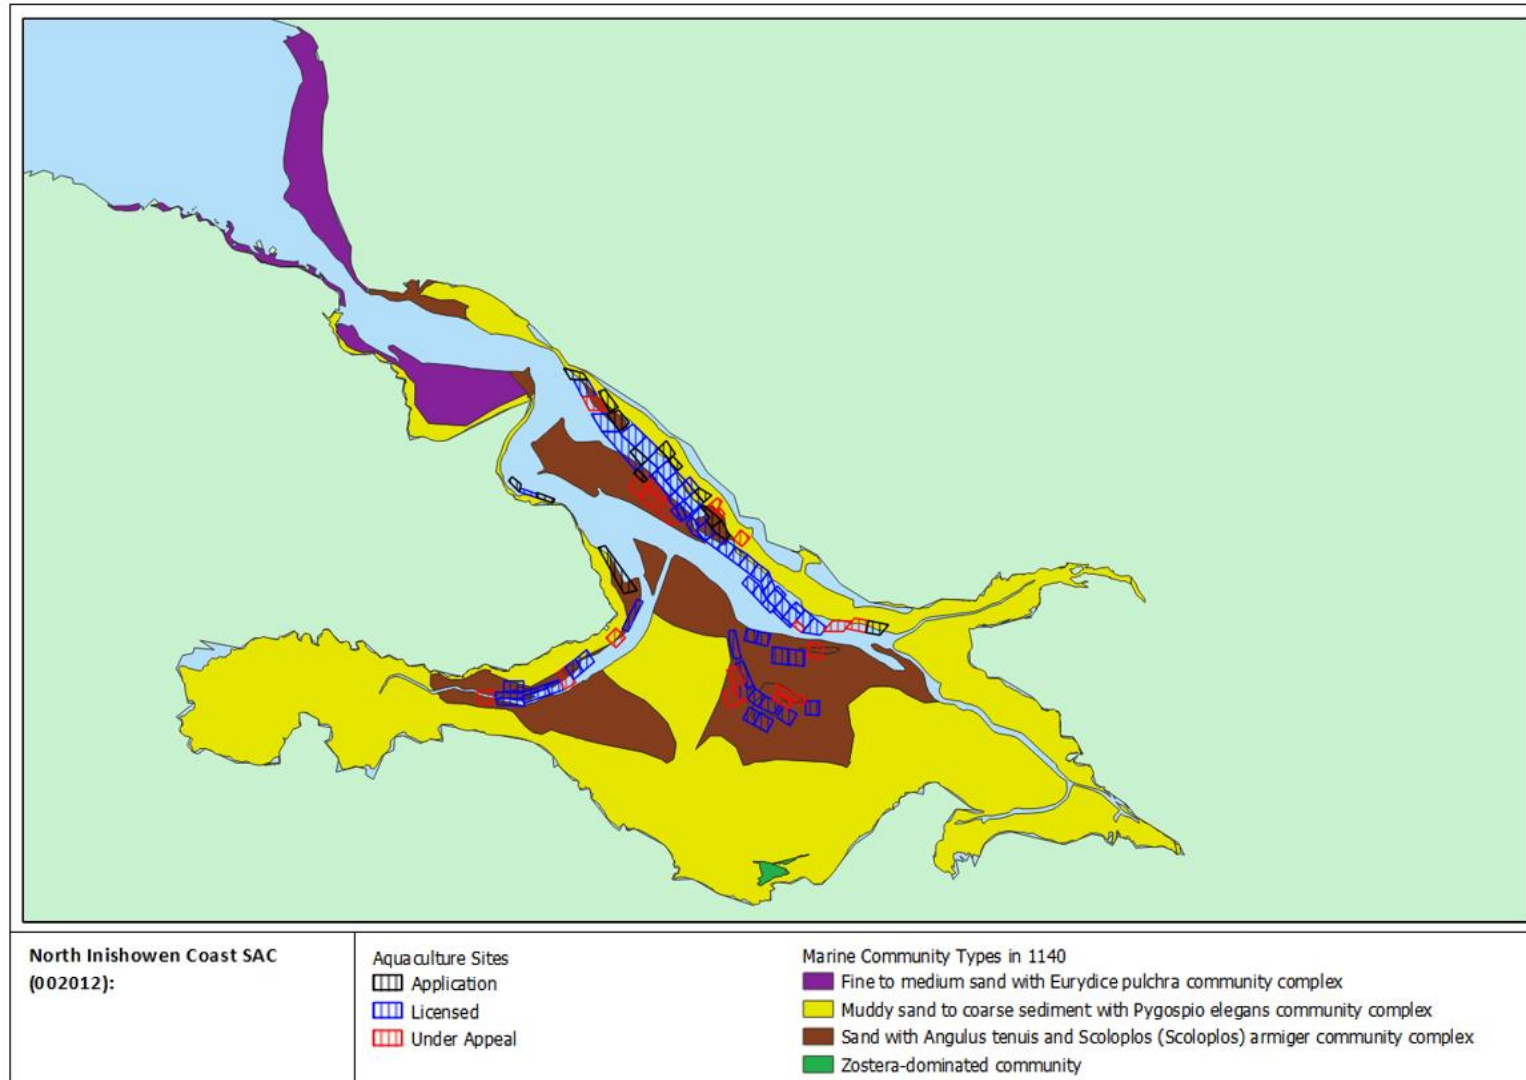 North Inishowen Coast SAC
(002012):
Aquaculture Sites
Application
Licensed
Under Appeal
Marine Community Types in 1140
Fine to medium sand with Eurydice pulchra community complex
Muddy sand to coarse sediment with Pygospio elegans community complex
Sand with Angulus tenuis and Scoloplos (Scoloplos) armiger community complex
Zostera-dominated community